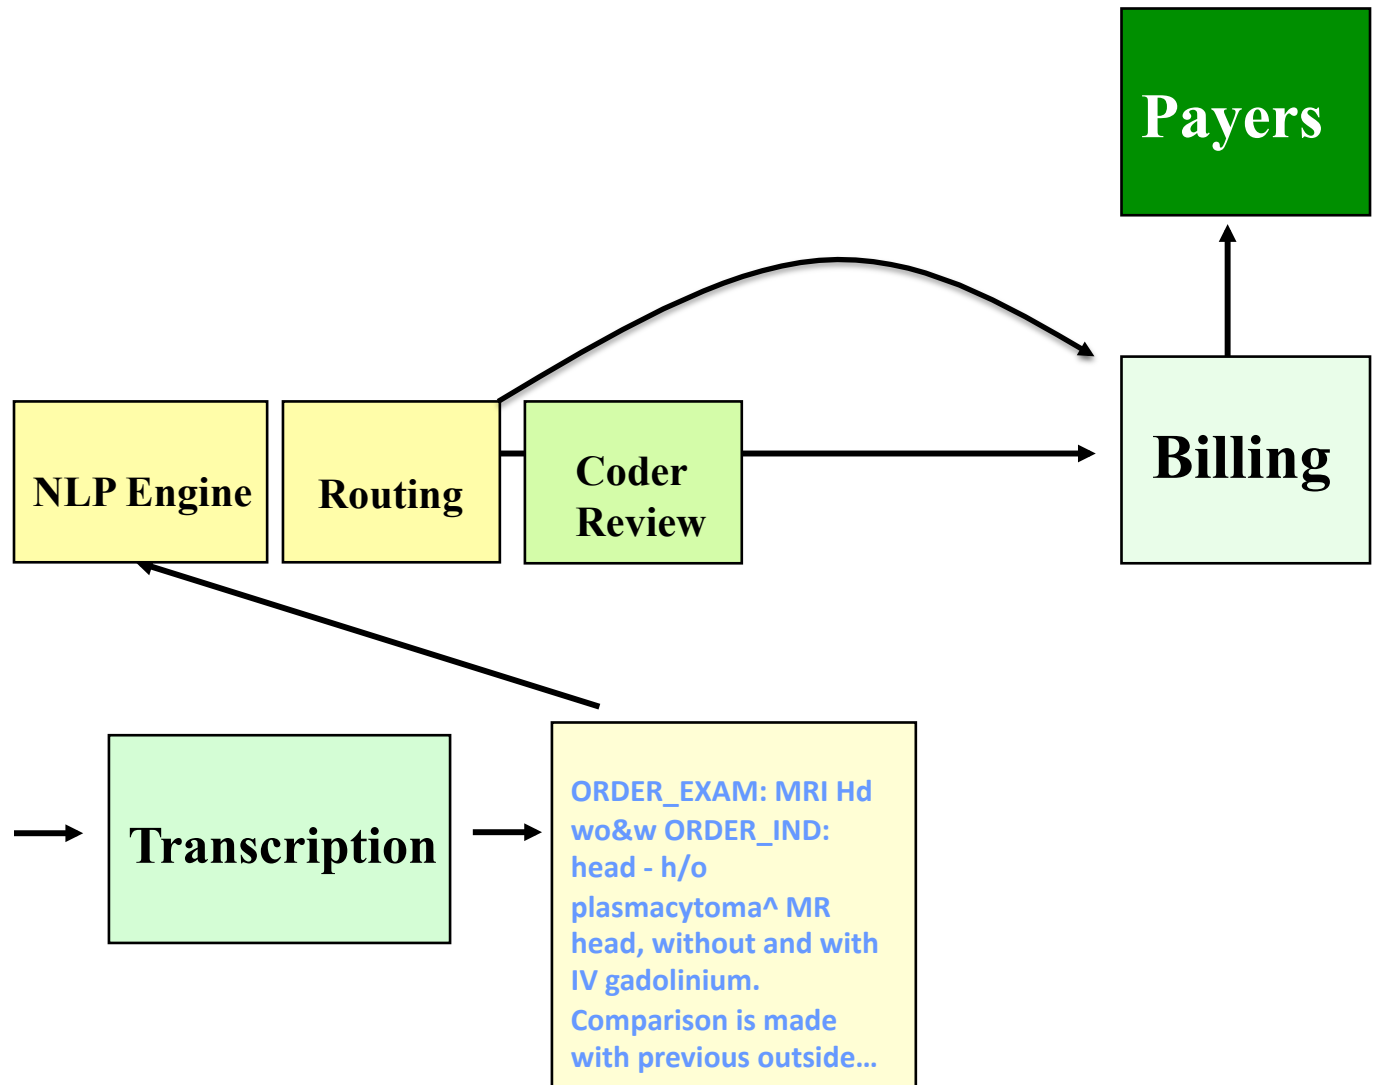 Payers
Billing
NLP Engine
Routing
Coder
Review
Transcription
ORDER_EXAM: MRI Hd
wo&w ORDER_IND:
head - h/o
plasmacytoma^ MR
head, without and with
IV gadolinium.
Comparison is made
with previous outside…